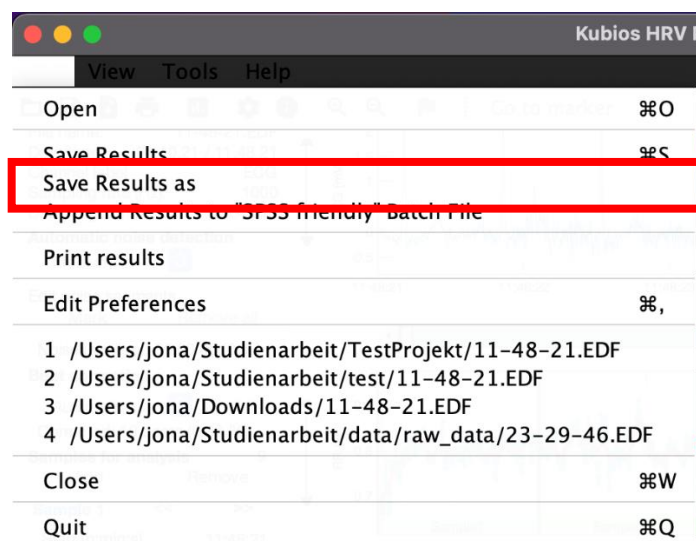 Kubios HRV
View Tools Help
Open ⌘O
Save Results ⌘S
Save Results as
Append Results to "SPSS friendly" Batch File
Print results
Edit Preferences ⌘,
1 /Users/jona/Studienarbeit/TestProjekt/11-48-21.EDF
2 /Users/jona/Studienarbeit/test/11-48-21.EDF
3 /Users/jona/Downloads/11-48-21.EDF
4 /Users/jona/Studienarbeit/data/raw_data/23-29-46.EDF
Close ⌘W
Quit ⌘Q